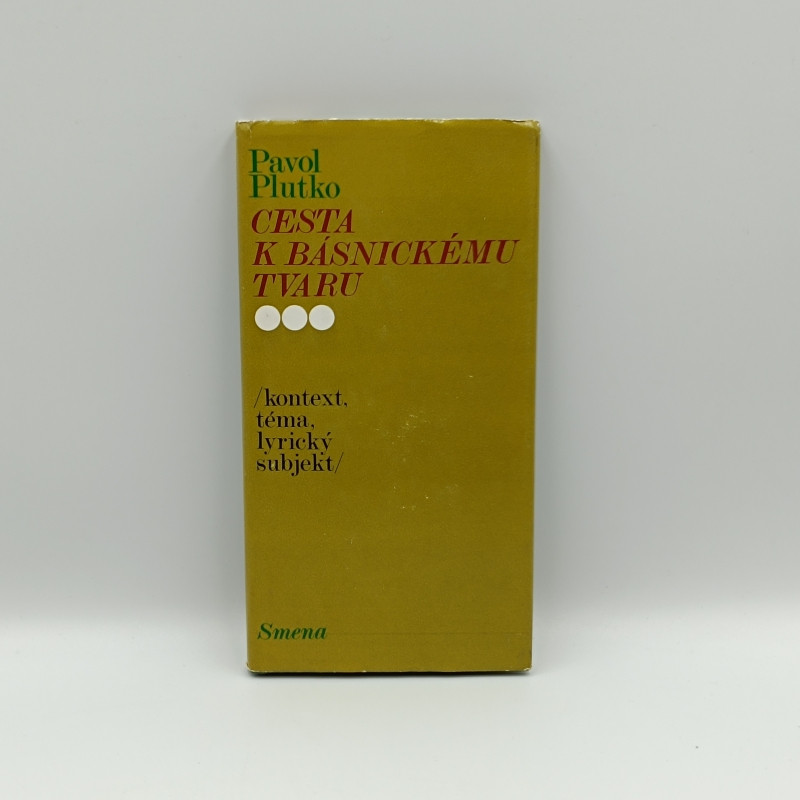 Pavol
Plutko
CESTA
K BÁSNICKÉMU
TVARU
/kontext,
téma,
lyrický
subjekt/
Smena